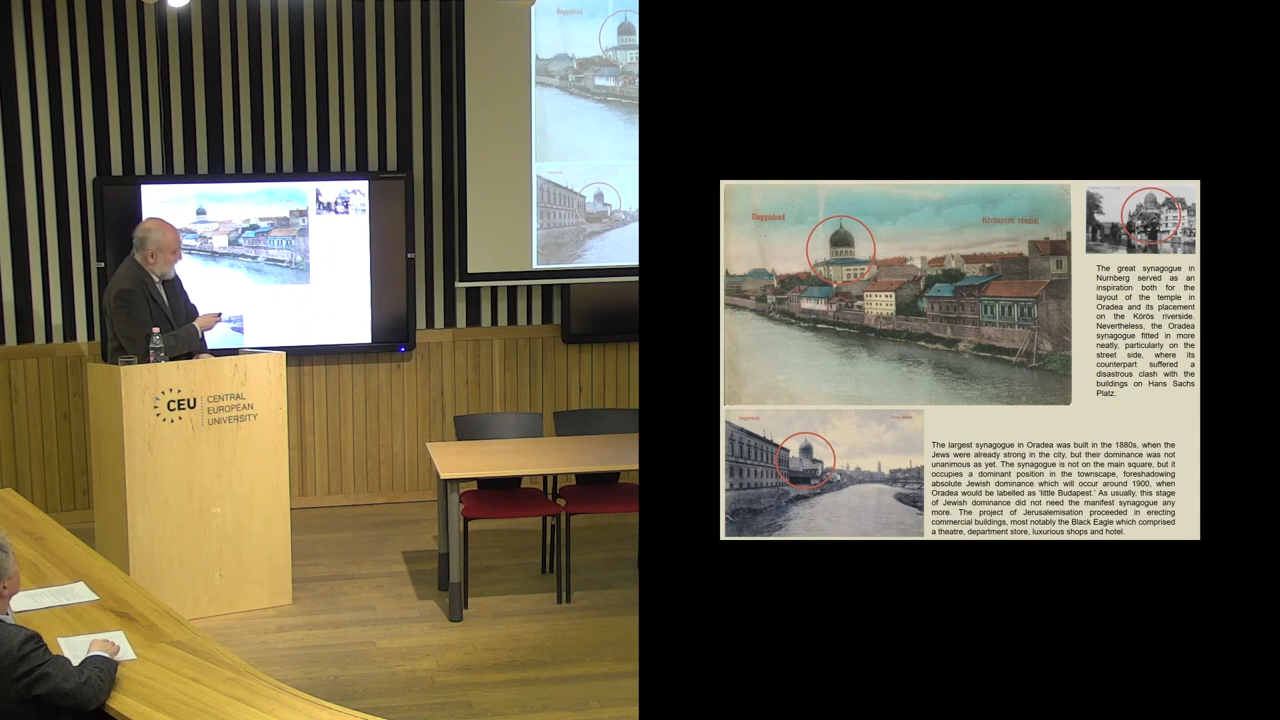 Nagyvárad
CEU
CENTRAL
EUROPEAN
UNIVERSITY
Nagyvárad
Körösparti részlet
The great synagogue in
Nurnberg served as an
inspiration both for the
layout of the temple in
Oradea and its placement
on the Körös riverside.
Nevertheless, the Oradea
synagogue fitted in more
neatly, particularly on the
street side, where its
counterpart suffered a
disastrous clash with the
buildings on Hans Sachs
Platz.
The largest synagogue in Oradea was built in the 1880s, when the
Jews were already strong in the city, but their dominance was not
unanimous as yet. The synagogue is not on the main square, but it
occupies a dominant position in the townscape, foreshadowing
absolute Jewish dominance which will occur around 1900, when
Oradea would be labelled as 'little Budapest.' As usually, this stage
of Jewish dominance did not need the manifest synagogue any
more. The project of Jerusalemisation proceeded in erecting
commercial buildings, most notably the Black Eagle which comprised
a theatre, department store, luxurious shops and hotel.